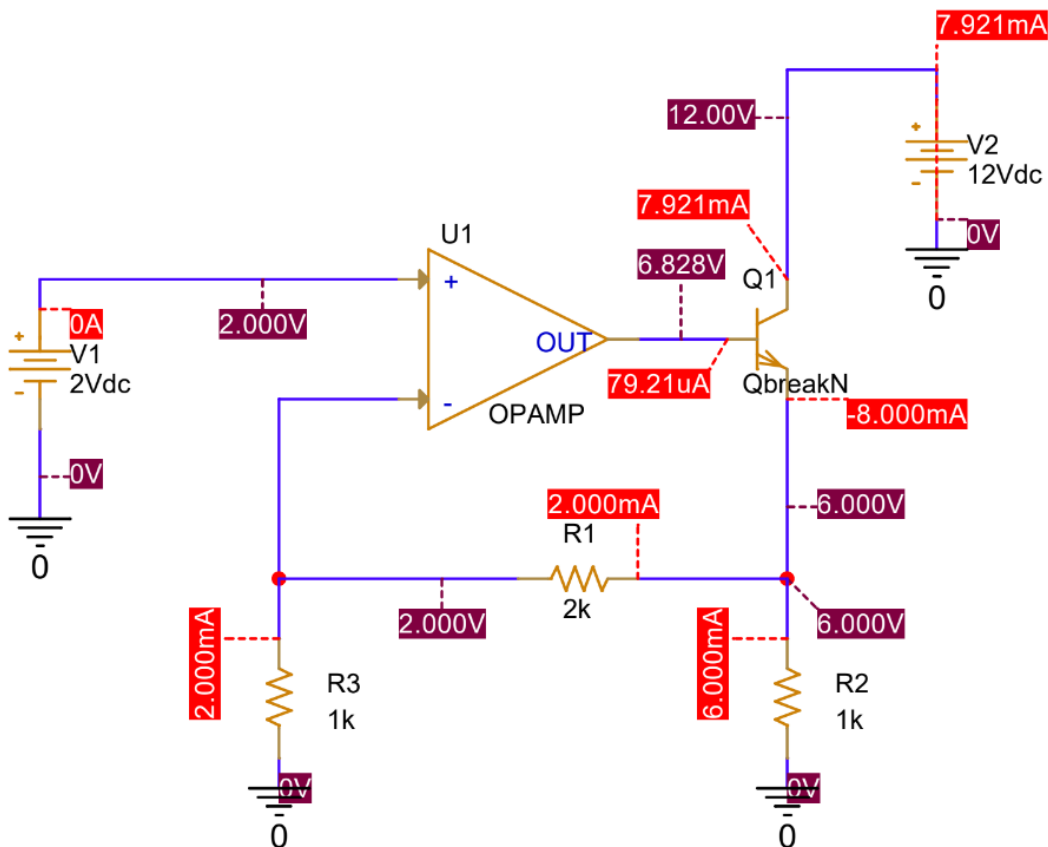 7.921mA
12.00V
+
V2
12Vdc
-
0V
0
7.921mA
U1
6.828V
Q1
+
2.000V
0A
+
V1
2Vdc
-
OUT
79.21uA
QbreakN
-
OPAMP
-8.000mA
0V
0
2.000mA
R1
2k
6.000V
2.000V
6.000V
2.000mA
6.000mA
R3
1k
R2
1k
0V
0
0V
0